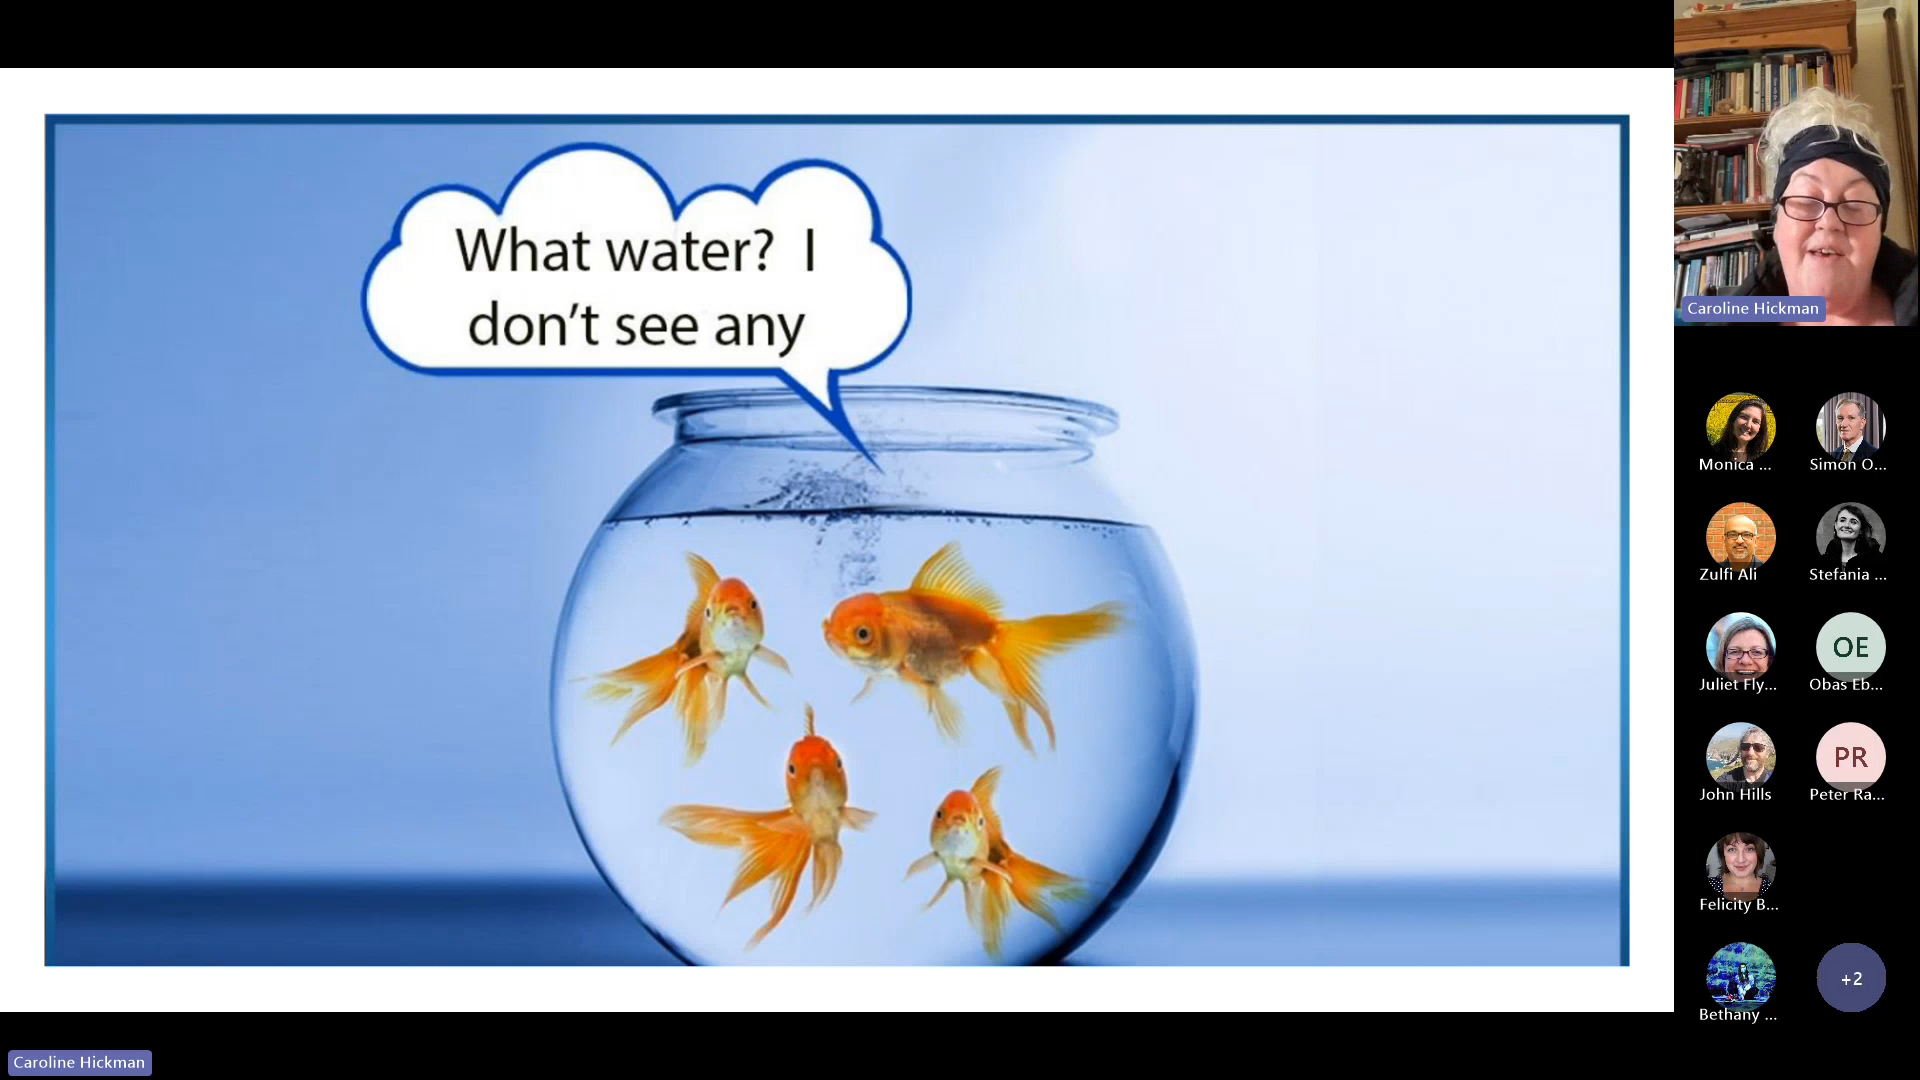 What water?  I
don't see any
Caroline Hickman
Monica ...
Simon O...
Zulfi Ali
Stefania ...
Juliet Fly...
OE
Obas Eb...
John Hills
PR
Peter Ra...
Felicity B...
Bethany ...
+2
Caroline Hickman